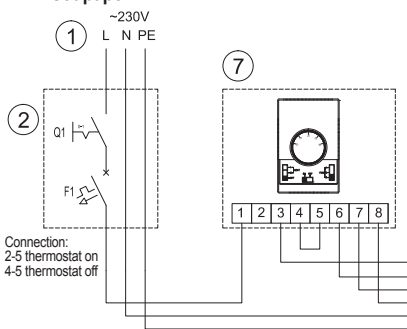 ~230V
1 L N PE
7
2
Q1
F1
1 2 3 4 5 6 7 8
Connection:
2-5 thermostat on
4-5 thermostat off